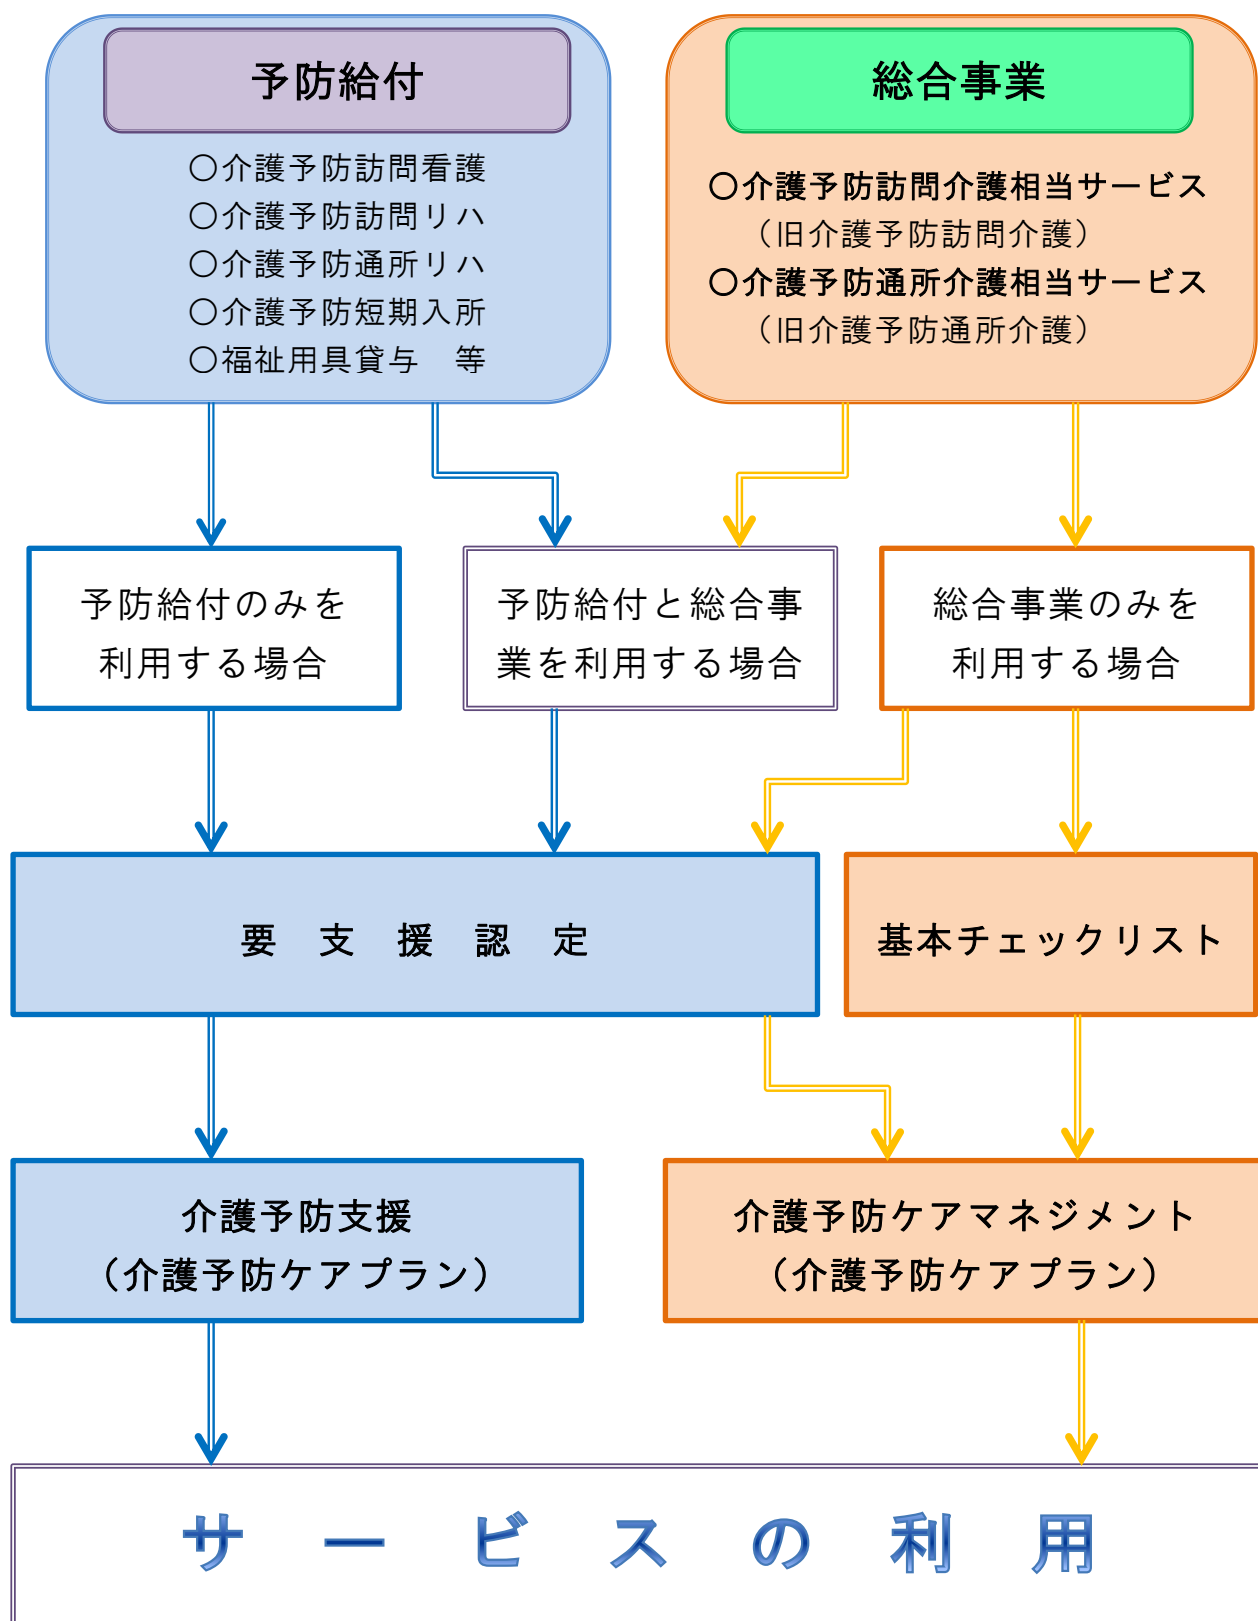 予防給付
〇介護予防訪問看護
〇介護予防訪問リハ
〇介護予防通所リハ
〇介護予防短期入所
〇福祉用具貸与　等
総合事業
〇介護予防訪問介護相当サービス
（旧介護予防訪問介護）
〇介護予防通所介護相当サービス
（旧介護予防通所介護）
予防給付のみを
利用する場合
予防給付と総合事
業を利用する場合
総合事業のみを
利用する場合
要　支　援　認　定
基本チェックリスト
介護予防支援
（介護予防ケアプラン）
介護予防ケアマネジメント
（介護予防ケアプラン）
サ　ー　ビ　ス　の　利　用